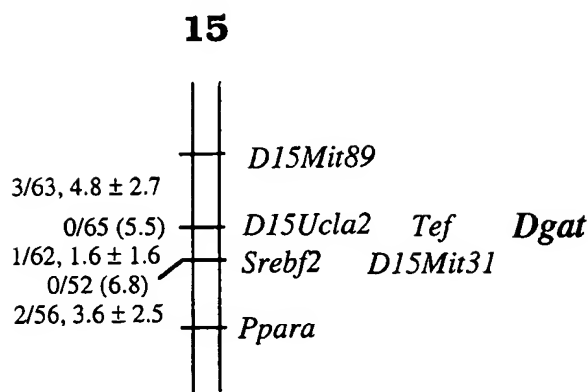 15
D15Mit89
3/63, 4.8 ± 2.7
0/65 (5.5) D15Ucla2 Tef Dgat
1/62, 1.6 ± 1.6 Srebf2 D15Mit31
0/52 (6.8)
2/56, 3.6 ± 2.5 Ppara